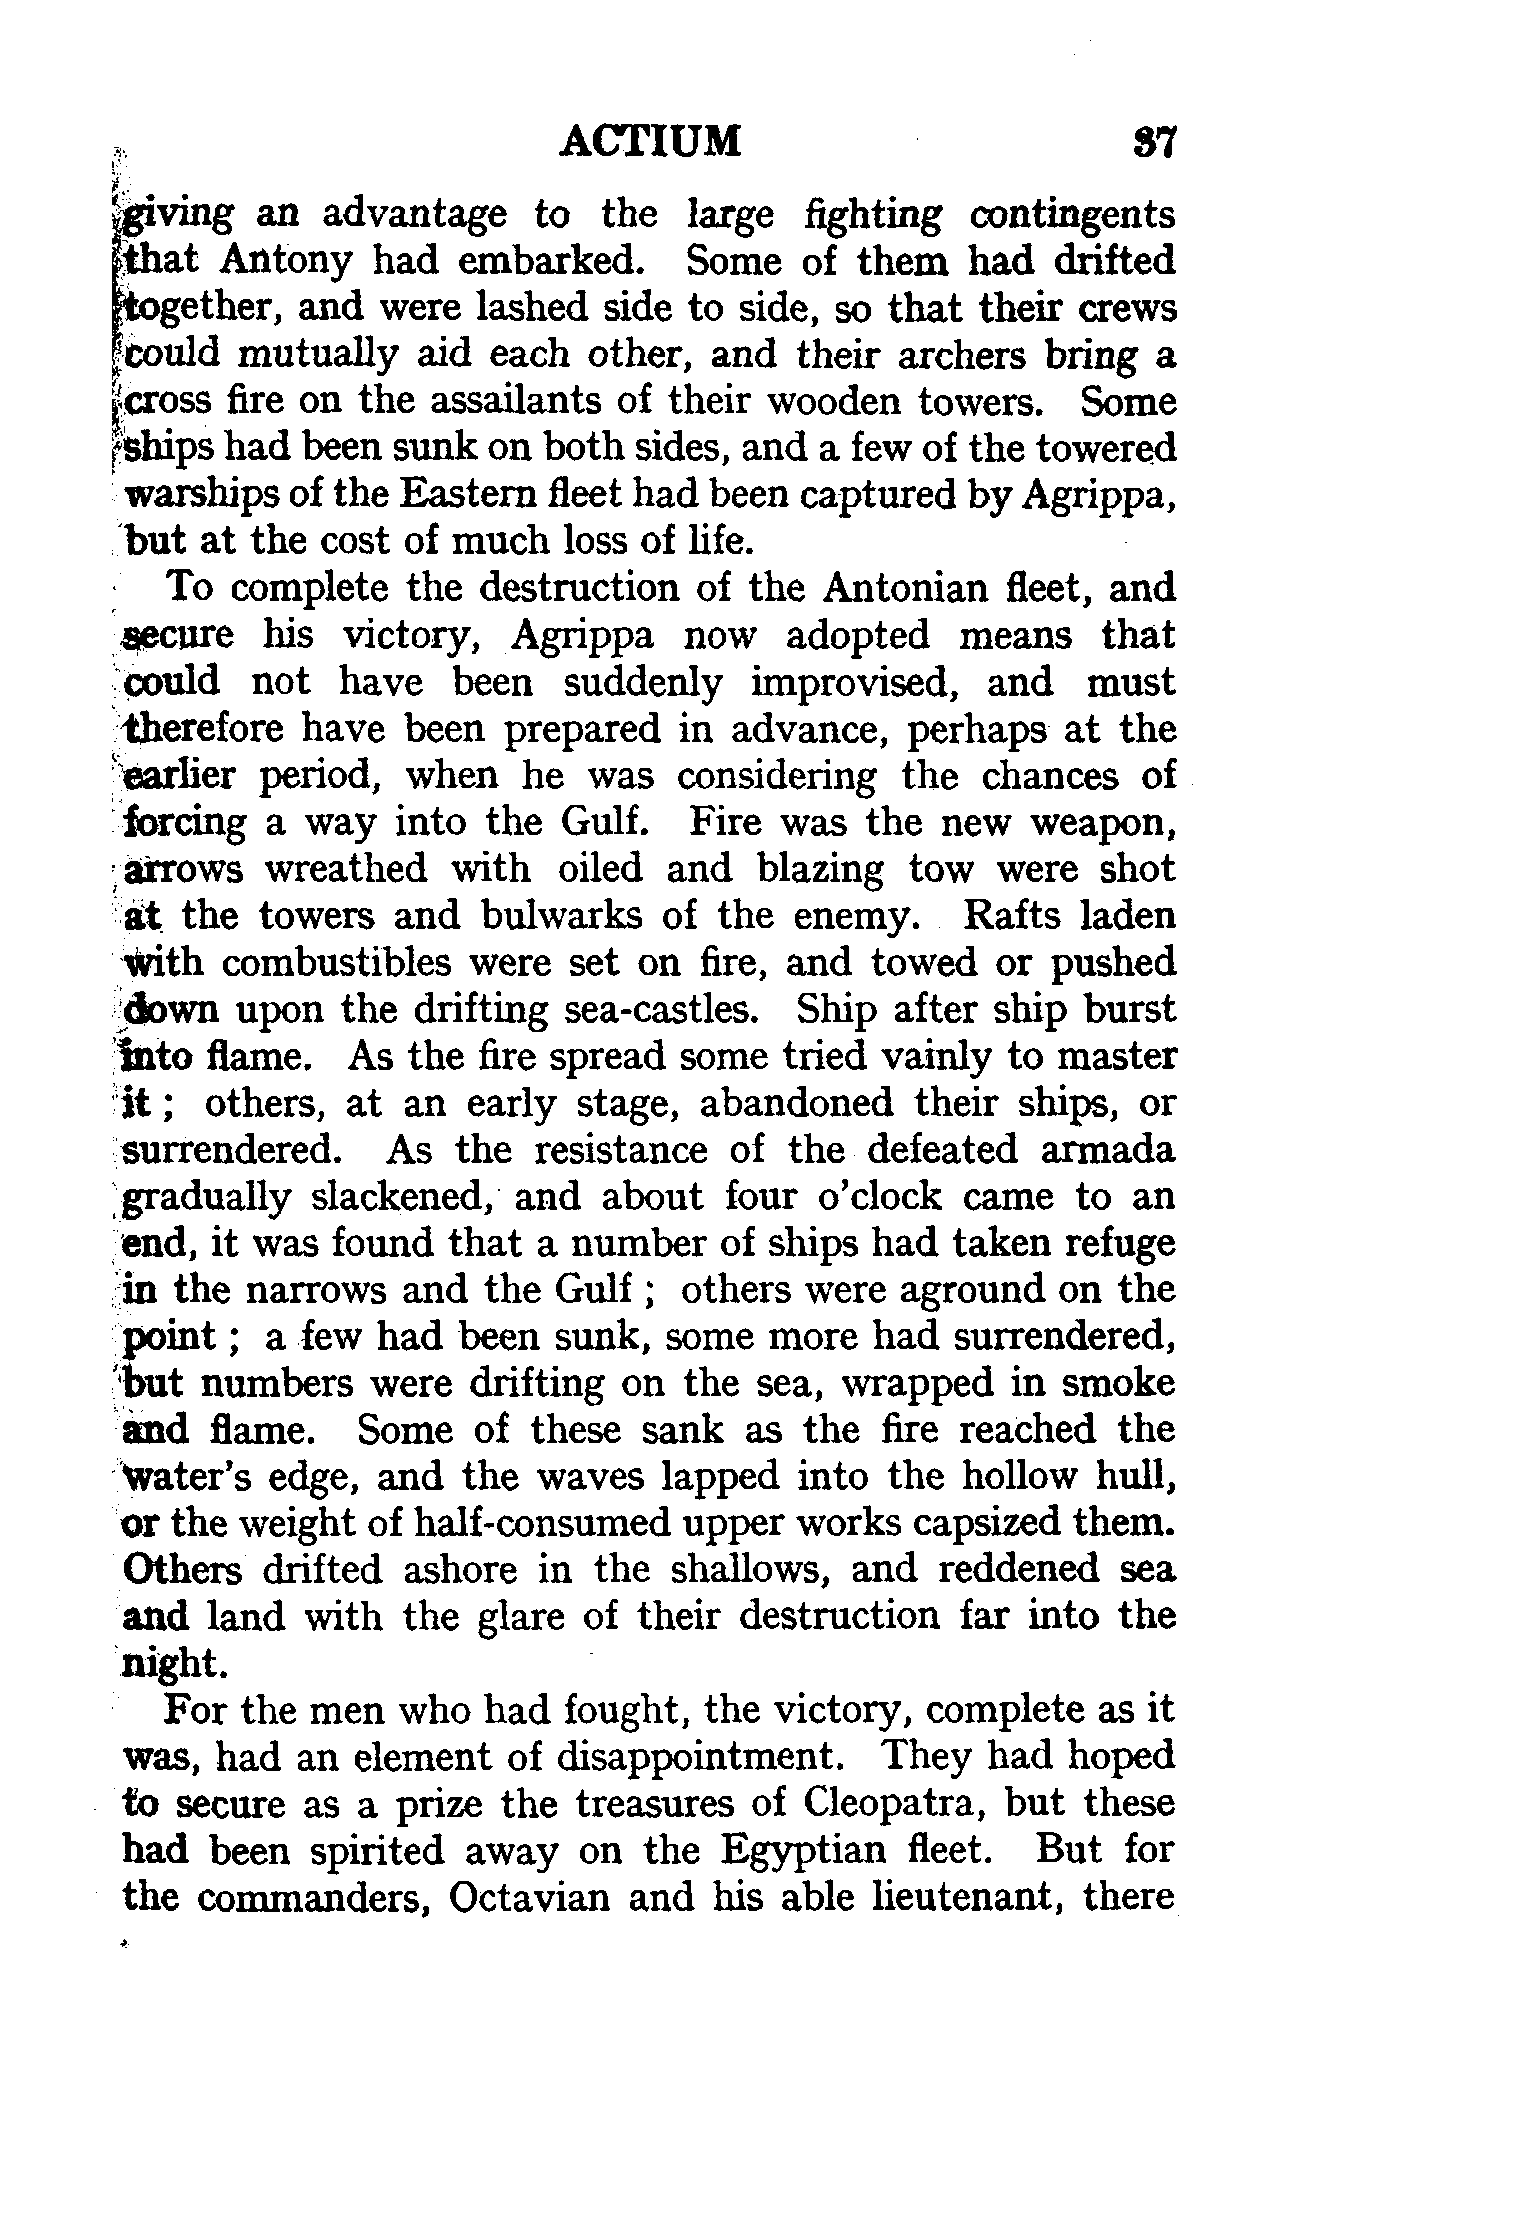 ACTIUM 37
giving an advantage to the large fighting contingents
that Antony had embarked. Some of them had drifted
together, and were lashed side to side, so that their crews
could mutually aid each other, and their archers bring a
cross fire on the assailants of their wooden towers. Some
ships had been sunk on both sides, and a few of the towered
warships of the Eastern fleet had been captured by Agrippa,
but at the cost of much loss of life.
To complete the destruction of the Antonian fleet, and
secure his victory, Agrippa now adopted means that
could not have been suddenly improvised, and must
therefore have been prepared in advance, perhaps at the
earlier period, when he was considering the chances of
forcing a way into the Gulf. Fire was the new weapon,
arrows wreathed with oiled and blazing tow were shot
at the towers and bulwarks of the enemy. Rafts laden
with combustibles were set on fire, and towed or pushed
down upon the drifting sea-castles. Ship after ship burst
into flame. As the fire spread some tried vainly to master
it ; others, at an early stage, abandoned their ships, or
surrendered. As the resistance of the defeated armada
gradually slackened, and about four o'clock came to an
end, it was found that a number of ships had taken refuge
in the narrows and the Gulf ; others were aground on the
point ; a few had been sunk, some more had surrendered,
but numbers were drifting on the sea, wrapped in smoke
and flame. Some of these sank as the fire reached the
water's edge, and the waves lapped into the hollow hull,
or the weight of half-consumed upper works capsized them.
Others drifted ashore in the shallows, and reddened sea
and land with the glare of their destruction far into the
night.
For the men who had fought, the victory, complete as it
was, had an element of disappointment. They had hoped
to secure as a prize the treasures of Cleopatra, but these
had been spirited away on the Egyptian fleet. But for
the commanders, Octavian and his able lieutenant, there